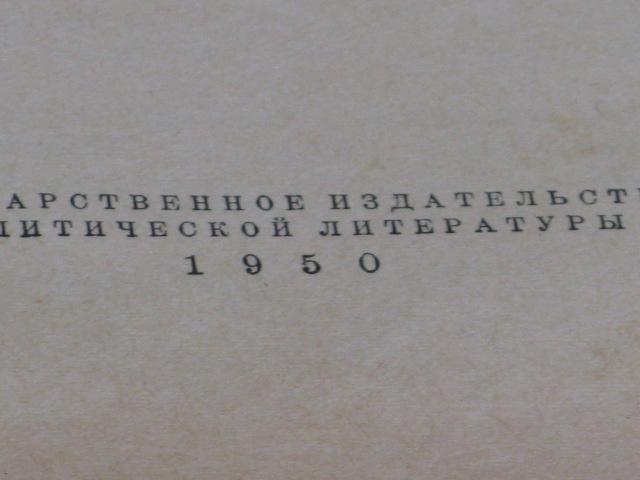 АРСТВЕННОЕ ИЗДАТЕЛЬСТ
ИТИЧЕСКОЙ ЛИТЕРАТУРЫ
1950